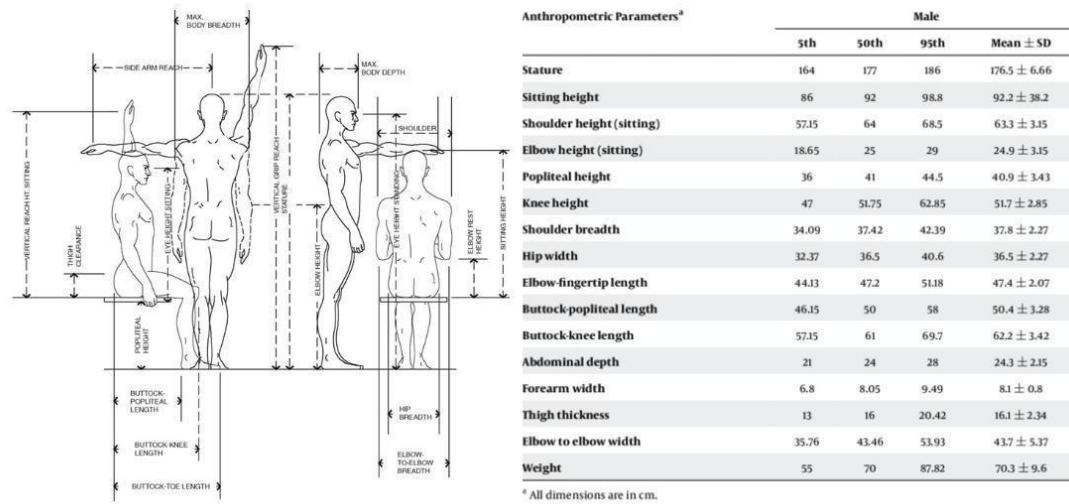 MAX.
BODY BREADTH
SIDE ARM REACH
MAX.
BODY DEPTH
SHOULDER
VERTICAL REACH HT. SITTING
THIGH
CLEARANCE
EYE HEIGHT SITTING
VERTICAL GRIP REACH
STATURE
ELBOW HEIGHT
EYE HEIGHT STANDING
ELBOW REST
HEIGHT
SITTING HEIGHT
POPLITEAL
HEIGHT
BUTTOCK-
POPLITEAL
LENGTH
BUTTOCK-KNEE
LENGTH
BUTTOCK-TOE LENGTH
HIP
BREADTH
ELBOW-
TO-ELBOW
BREADTH
Anthropometric Parametersa Male
5th 50th 95th Mean ± SD
Stature 164 177 186 176.5 ± 6.66
Sitting height 86 92 98.8 92.2 ± 38.2
Shoulder height (sitting) 57.15 64 68.5 63.3 ± 3.15
Elbow height (sitting) 18.65 25 29 24.9 ± 3.15
Popliteal height 36 41 44.5 40.9 ± 3.43
Knee height 47 51.75 62.85 51.7 ± 2.85
Shoulder breadth 34.09 37.42 42.39 37.8 ± 2.27
Hip width 32.37 36.5 40.6 36.5 ± 2.27
Elbow-fingertip length 44.13 47.2 51.18 47.4 ± 2.07
Buttock-popliteal length 46.15 50 58 50.4 ± 3.28
Buttock-knee length 57.15 61 69.7 62.2 ± 3.42
Abdominal depth 21 24 28 24.3 ± 2.15
Forearm width 6.8 8.05 9.49 8.1 ± 0.8
Thigh thickness 13 16 20.42 16.1 ± 2.34
Elbow to elbow width 35.76 43.46 53.93 43.7 ± 5.37
Weight 55 70 87.82 70.3 ± 9.6
a All dimensions are in cm.